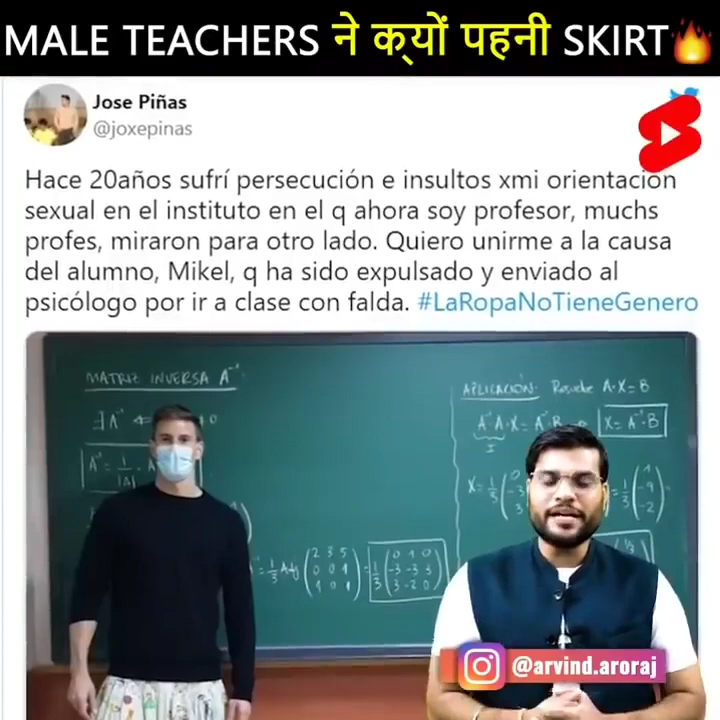 MALE TEACHERS ने क्यों पहनी SKIRT🔥
Jose Piñas
@joxepinas
Hace 20años sufrí persecución e insultos xmi orientación
sexual en el instituto en el q ahora soy profesor, muchs
profes, miraron para otro lado. Quiero unirme a la causa
del alumno, Mikel, q ha sido expulsado y enviado al
psicólogo por ir a clase con falda. #LaRopaNoTieneGenero
MATRIZ INVERSA A⁻¹
APLICACIÓN: Resuelve A·X=B
X=A⁻¹·B
@arvind.aroraj